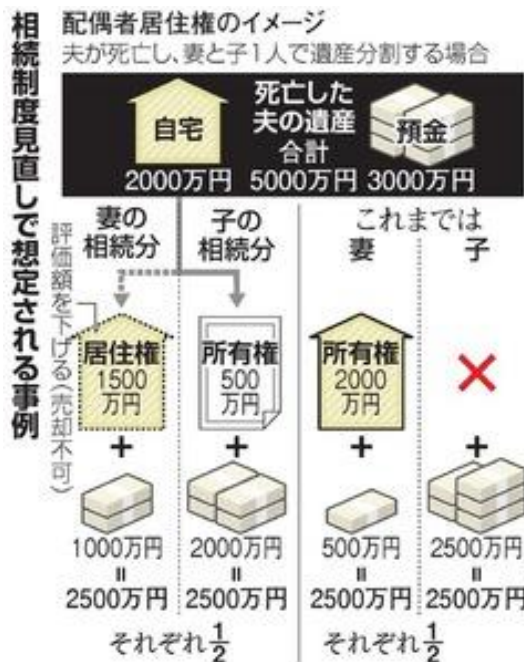 相続制度見直しで想定される事例
配偶者居住権のイメージ
夫が死亡し、妻と子1人で遺産分割する場合
自宅
2000万円
死亡した
夫の遺産
合計
5000万円
預金
3000万円
妻の
相続分
子の
相続分
評価額を下げる(売却不可)
居住権
1500
万円
+
1000万円
=
2500万円
所有権
500
万円
+
2000万円
=
2500万円
それぞれ1/2
これまでは
妻
子
所有権
2000
万円
+
500万円
=
2500万円
+
2500万円
=
2500万円
それぞれ1/2